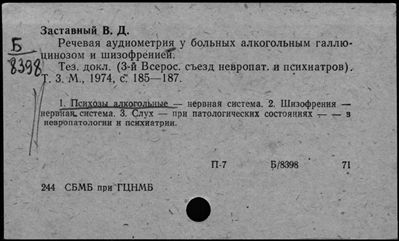 Заставный В. Д.
Б
8398
Речевая аудиометрия у больных алкогольным галлю-
цинозом и шизофренией.
Тез. докл. (3-й Всерос. съезд невропат. и психиатров).
Т. 3. М., 1974, с. 185—187.
1. Психозы алкогольные — нервная система. 2. Шизофрения —
нервная система. 3. Слух — при патологических состояниях — — в
невропатологии и психиатрии.
П-7 Б/8398 71
244 СБМБ при ГЦНМБ